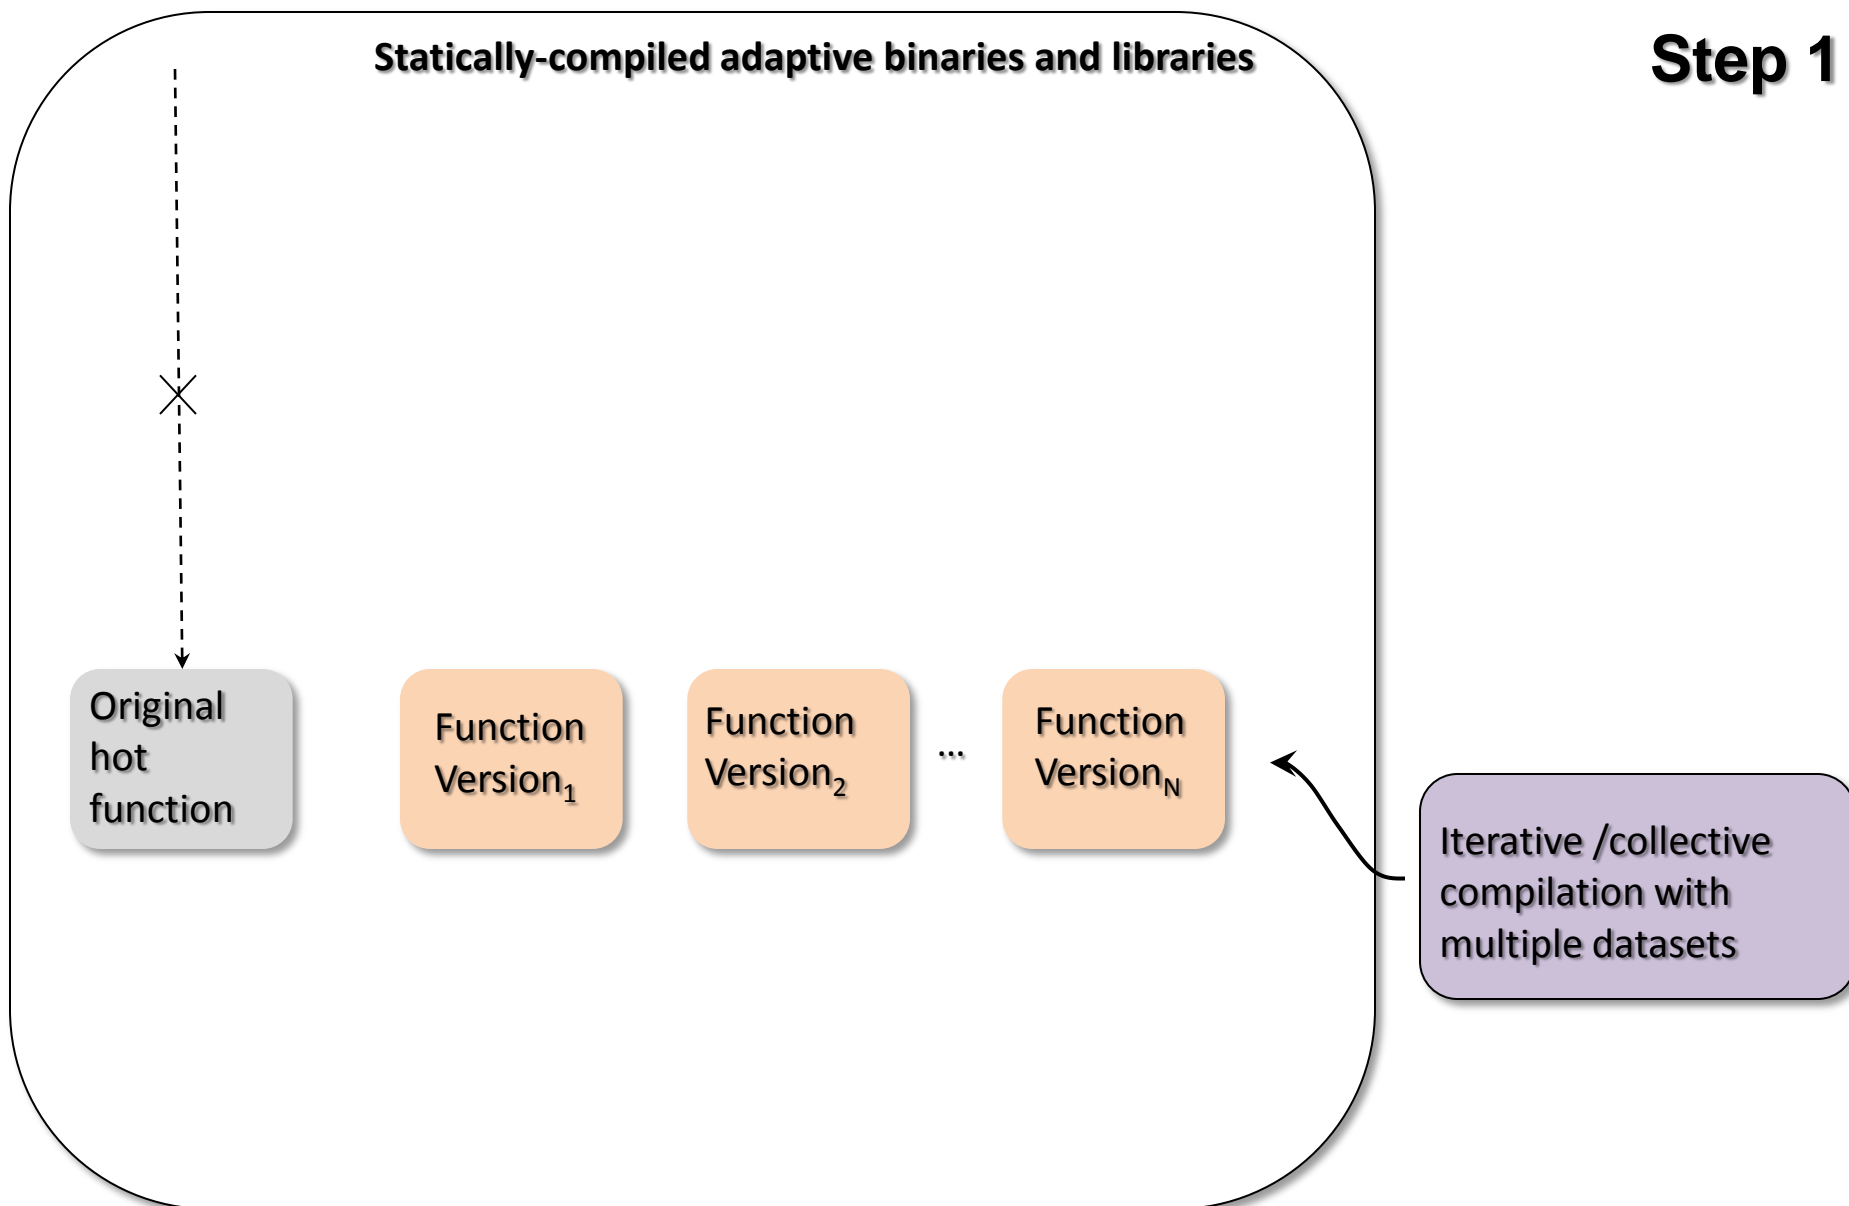 Statically-compiled adaptive binaries and libraries
Step 1
Original
hot
function
Function
Version₁
Function
Version₂
...
Function
Version_N
Iterative /collective
compilation with
multiple datasets